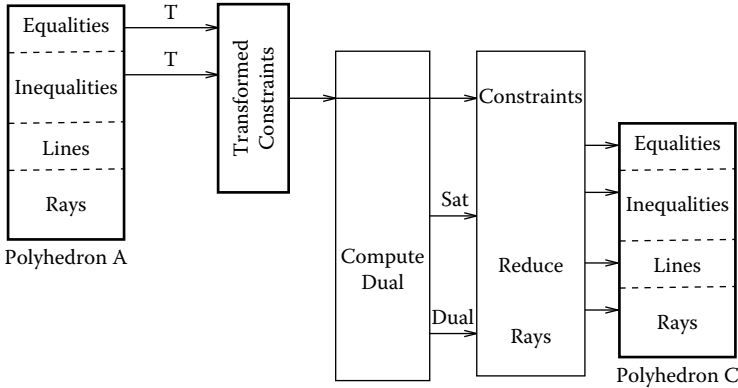 Equalities
Inequalities
Lines
Rays
Polyhedron A
T
T
Transformed
Constraints
Compute
Dual
Sat
Dual
Constraints
Reduce
Rays
Equalities
Inequalities
Lines
Rays
Polyhedron C